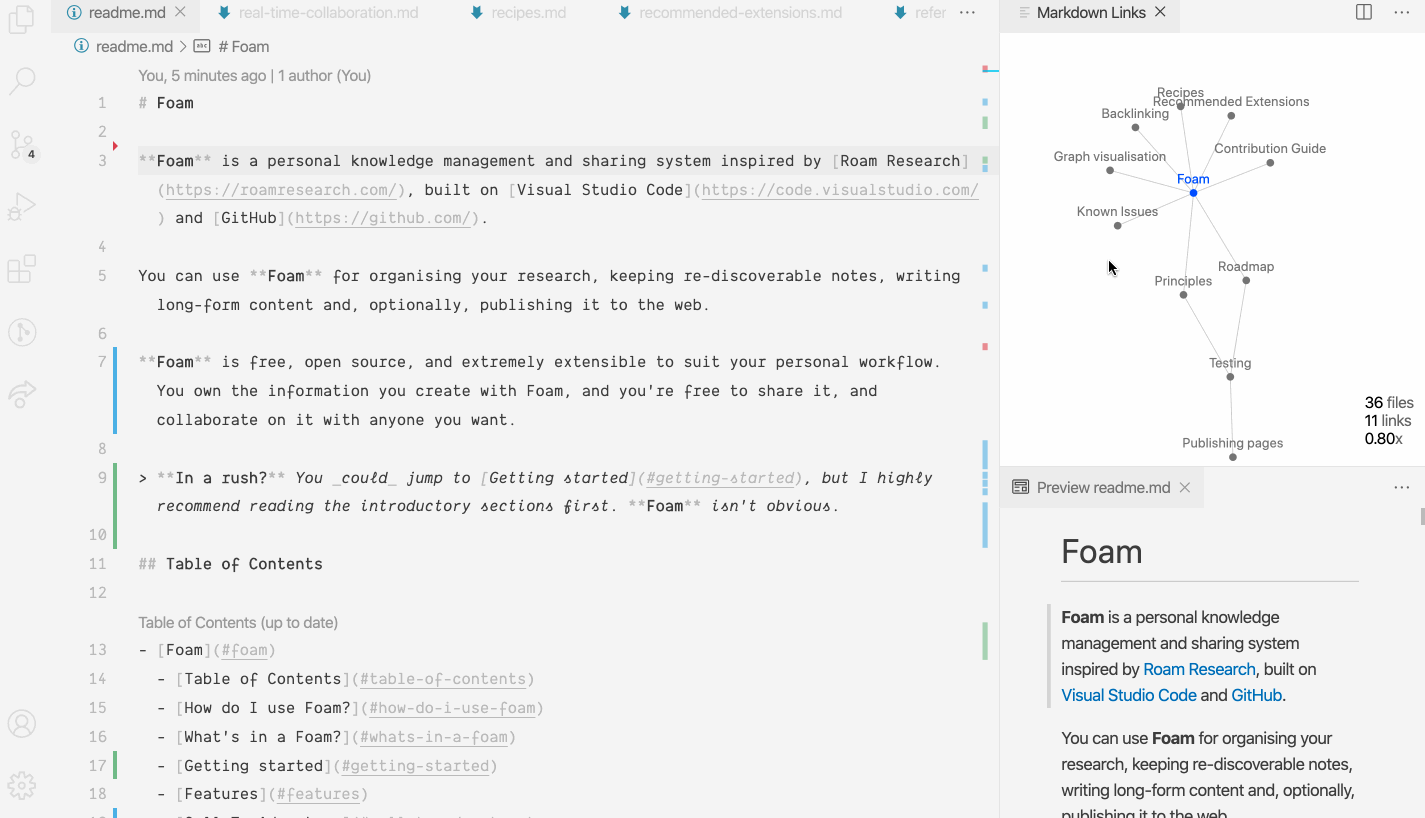 readme.md
real-time-collaboration.md
recipes.md
recommended-extensions.md
refer
readme.md > # Foam
4
You, 5 minutes ago | 1 author (You)
1 # Foam
2
3 **Foam** is a personal knowledge management and sharing system inspired by [Roam Research]
(https://roamresearch.com/), built on [Visual Studio Code](https://code.visualstudio.com/
) and [GitHub](https://github.com/).
4
5 You can use **Foam** for organising your research, keeping re-discoverable notes, writing
long-form content and, optionally, publishing it to the web.
6
7 **Foam** is free, open source, and extremely extensible to suit your personal workflow.
You own the information you create with Foam, and you're free to share it, and
collaborate on it with anyone you want.
8
9 > **In a rush?** You _could_ jump to [Getting started](#getting-started), but I highly
recommend reading the introductory sections first. **Foam** isn't obvious.
10
11 ## Table of Contents
12
Table of Contents (up to date)
13 - [Foam](#foam)
14 - [Table of Contents](#table-of-contents)
15 - [How do I use Foam?](#how-do-i-use-foam)
16 - [What's in a Foam?](#whats-in-a-foam)
17 - [Getting started](#getting-started)
18 - [Features](#features)
Markdown Links
Recipes
Recommended Extensions
Backlinking
Contribution Guide
Graph visualisation
Foam
Known Issues
Roadmap
Principles
Testing
36 files
11 links
0.80x
Publishing pages
Preview readme.md
Foam
Foam is a personal knowledge
management and sharing system
inspired by Roam Research, built on
Visual Studio Code and GitHub.
You can use Foam for organising your
research, keeping re-discoverable notes,
writing long-form content and, optionally,
publishing it to the web.